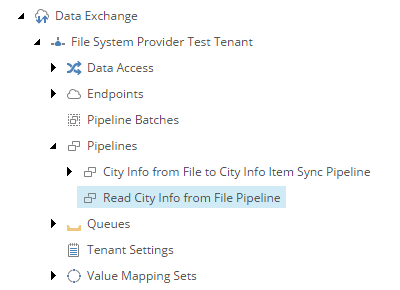 Data Exchange
File System Provider Test Tenant
Data Access
Endpoints
Pipeline Batches
Pipelines
City Info from File to City Info Item Sync Pipeline
Read City Info from File Pipeline
Queues
Tenant Settings
Value Mapping Sets